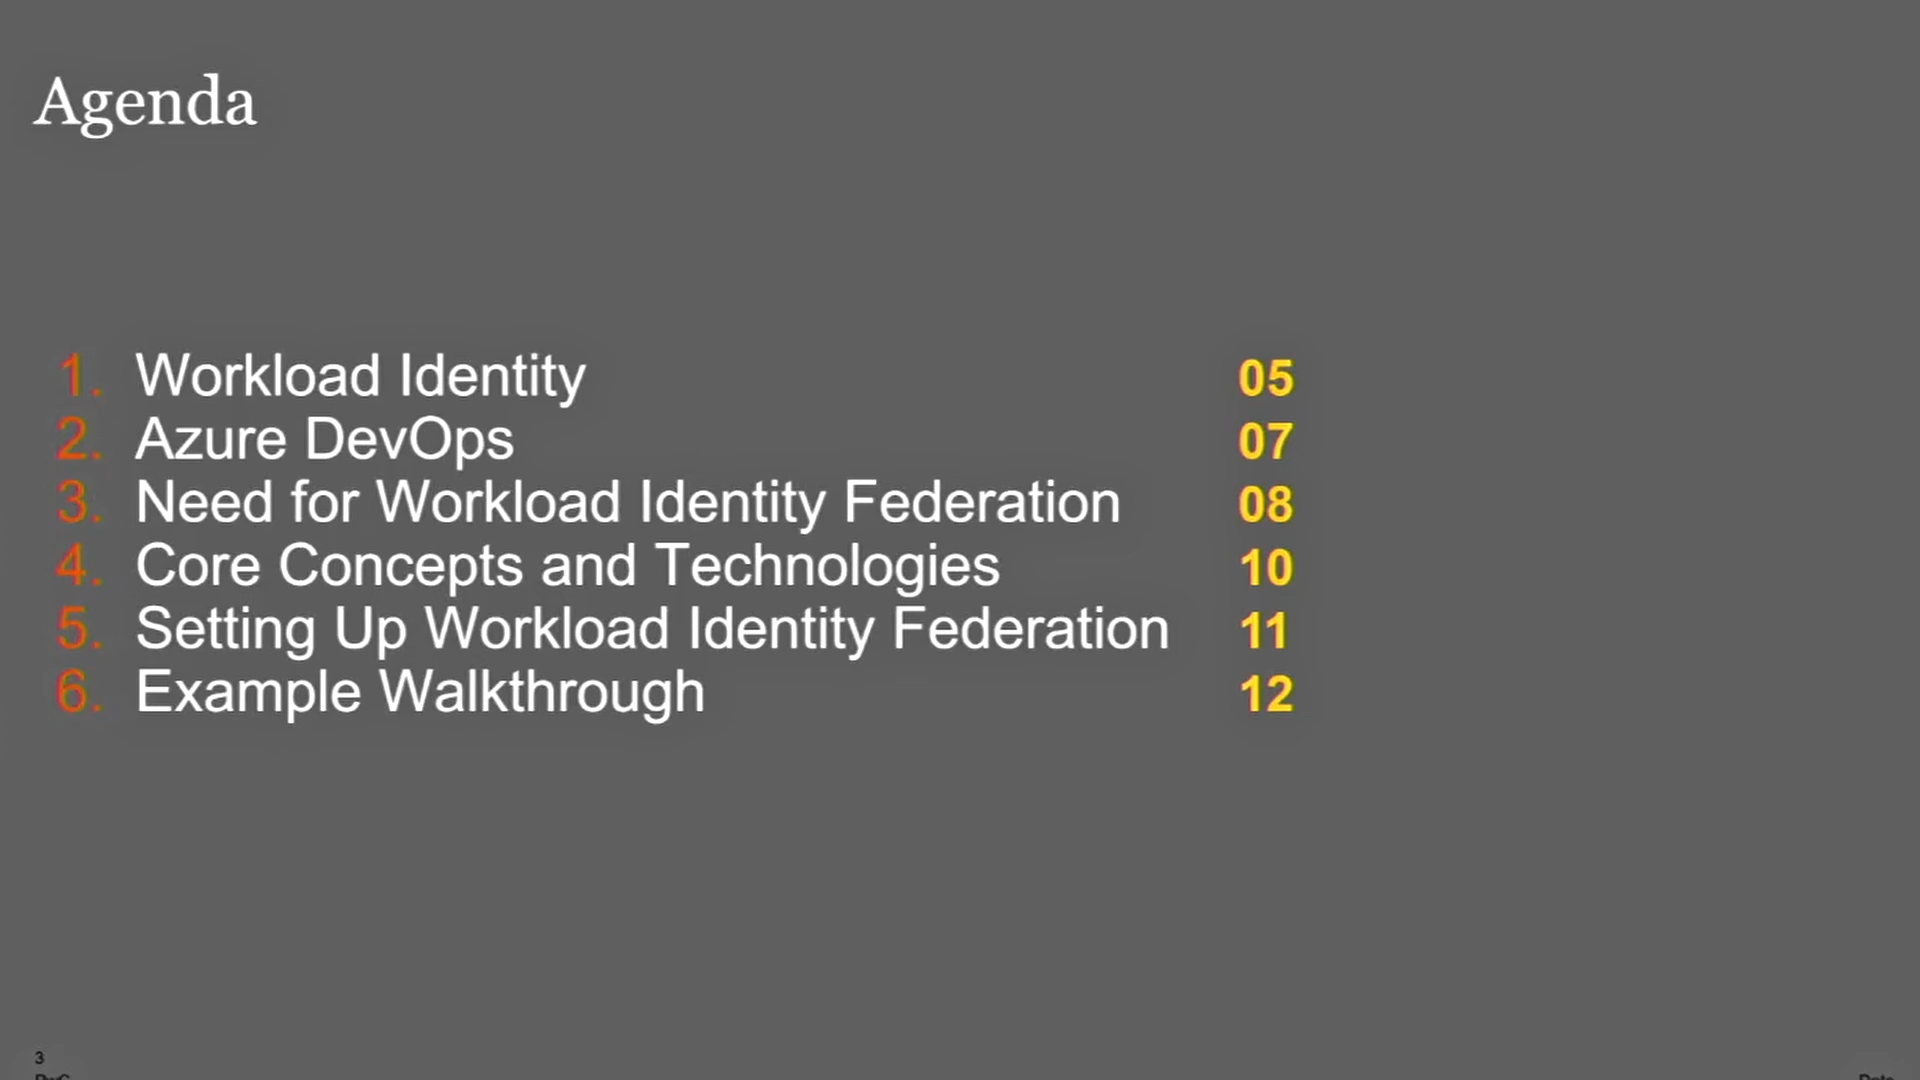 Agenda
1. Workload Identity 05
2. Azure DevOps 07
3. Need for Workload Identity Federation 08
4. Core Concepts and Technologies 10
5. Setting Up Workload Identity Federation 11
6. Example Walkthrough 12
3